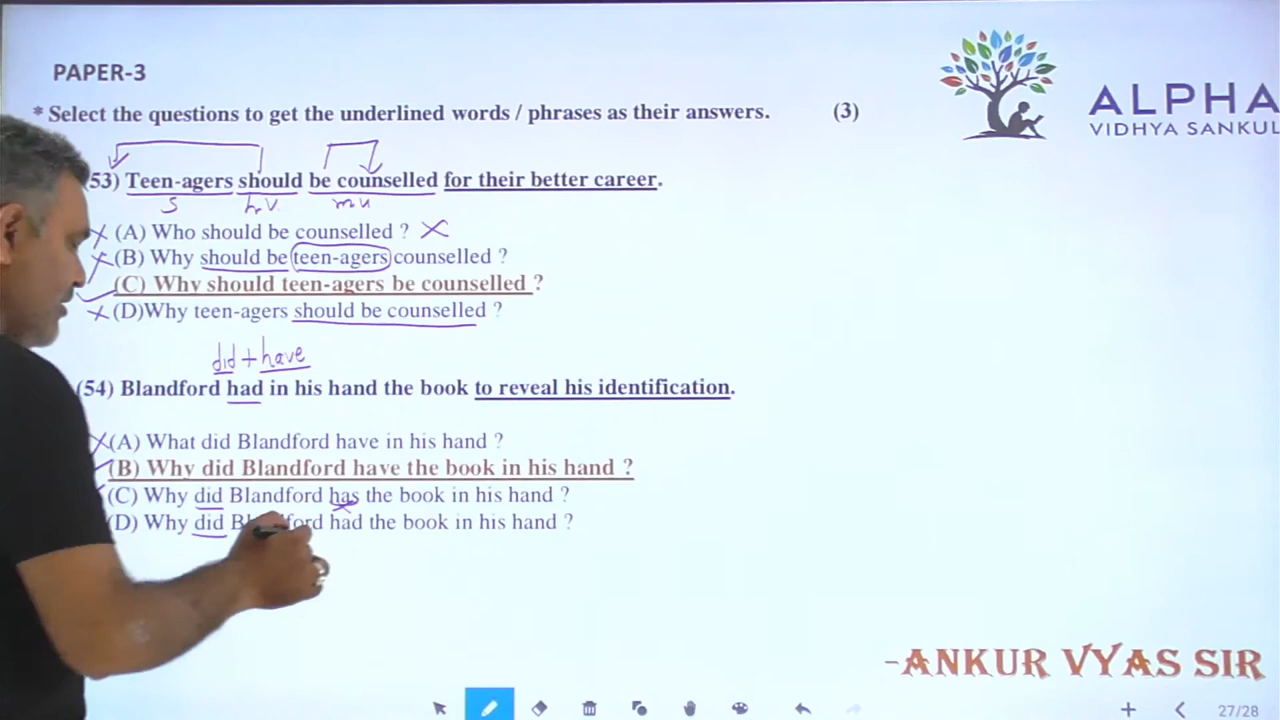 PAPER-3
* Select the questions to get the underlined words / phrases as their answers. (3)
ALPHA
VIDHYA SANKUL
(53) Teen-agers should be counselled for their better career.
S h.v. m.v
(A) Who should be counselled ?
(B) Why should be teen-agers counselled ?
(C) Why should teen-agers be counselled ?
(D)Why teen-agers should be counselled ?
did + have
(54) Blandford had in his hand the book to reveal his identification.
(A) What did Blandford have in his hand ?
(B) Why did Blandford have the book in his hand ?
(C) Why did Blandford has the book in his hand ?
(D) Why did Blandford had the book in his hand ?
-ANKUR VYAS SIR
27/28